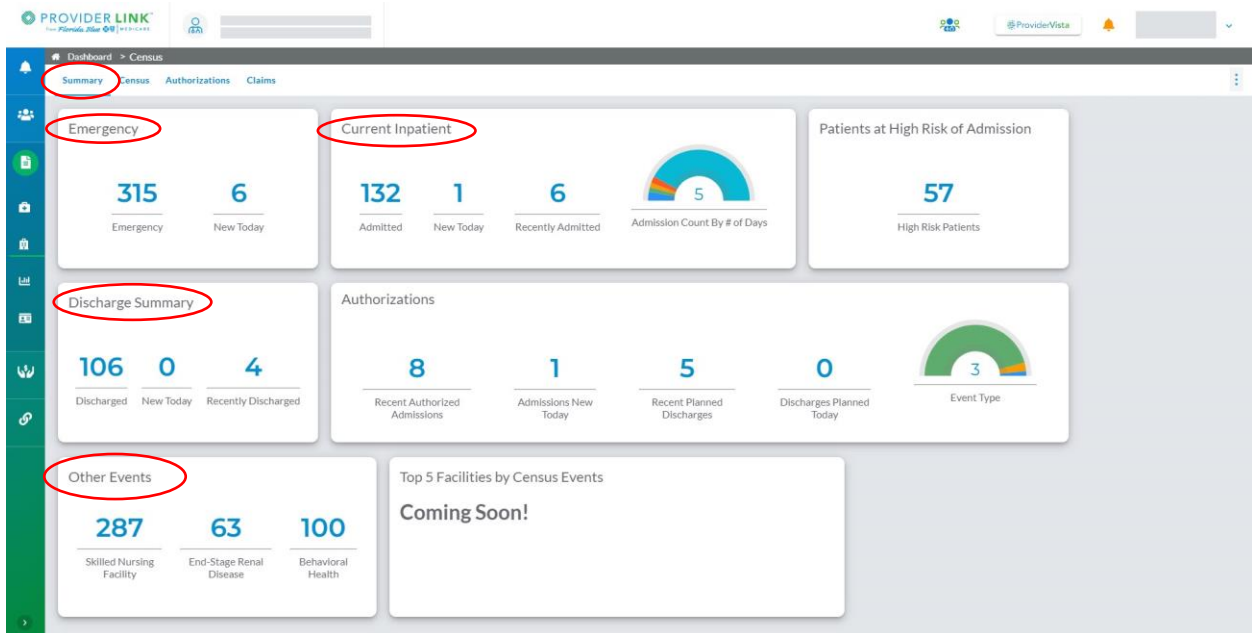 PROVIDER LINK
from Florida Blue MEDICARE
ProviderVista
Dashboard > Census
Summary Census Authorizations Claims
Emergency
315 6
Emergency New Today
Current Inpatient
132 1 6 5
Admitted New Today Recently Admitted Admission Count By # of Days
Patients at High Risk of Admission
57
High Risk Patients
Discharge Summary
106 0 4
Discharged New Today Recently Discharged
Authorizations
8 1 5 0 3
Recent Authorized Admissions New Recent Planned Discharges Planned Event Type
Admissions Today Discharges Today
Other Events
287 63 100
Skilled Nursing End-Stage Renal Behavioral
Facility Disease Health
Top 5 Facilities by Census Events
Coming Soon!